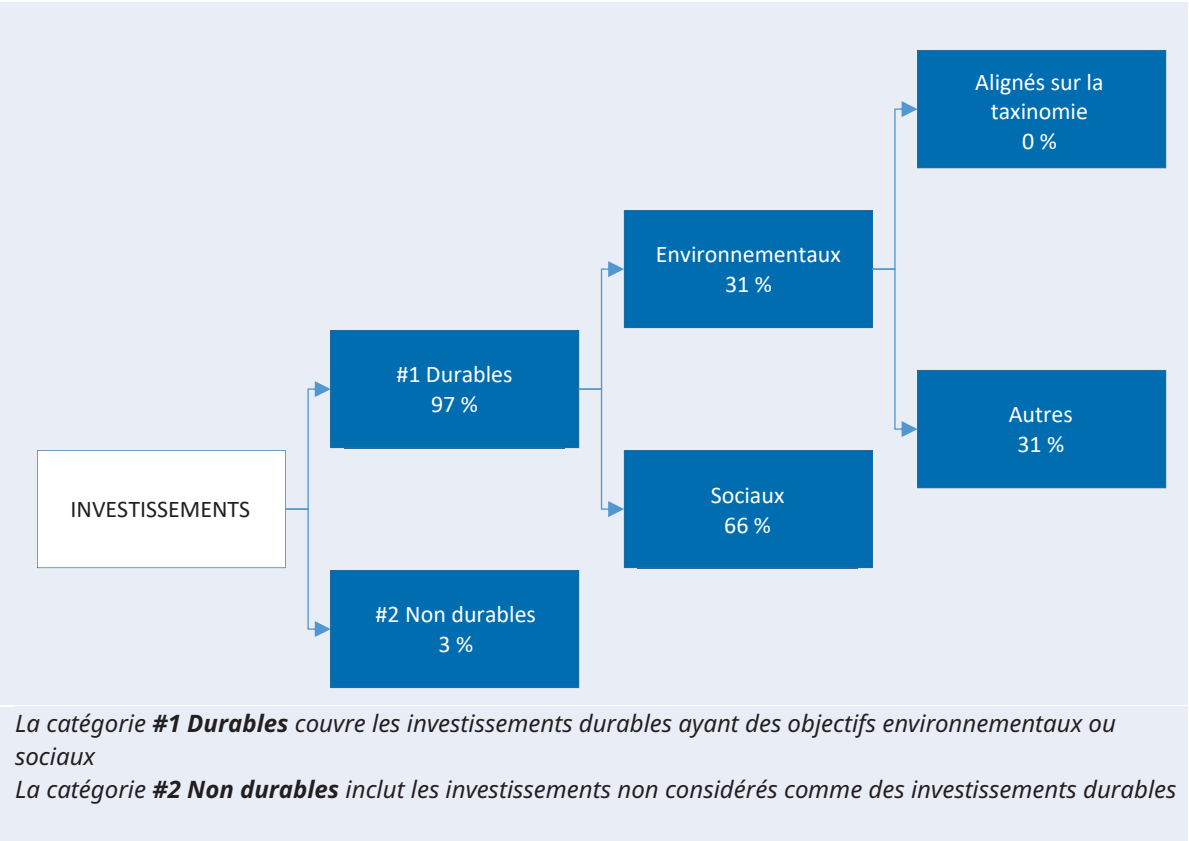 Alignés sur la
taxinomie
0 %
Environnementaux
31 %
#1 Durables
97 %
Autres
31 %
INVESTISSEMENTS
Sociaux
66 %
#2 Non durables
3 %
La catégorie #1 Durables couvre les investissements durables ayant des objectifs environnementaux ou
sociaux
La catégorie #2 Non durables inclut les investissements non considérés comme des investissements durables